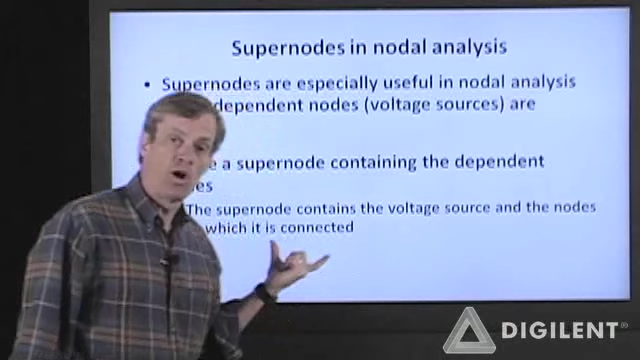 Supernodes in nodal analysis
• Supernodes are especially useful in nodal analysis
dependent nodes (voltage sources) are
a supernode containing the dependent
The supernode contains the voltage source and the nodes
which it is connected
DIGILENT®